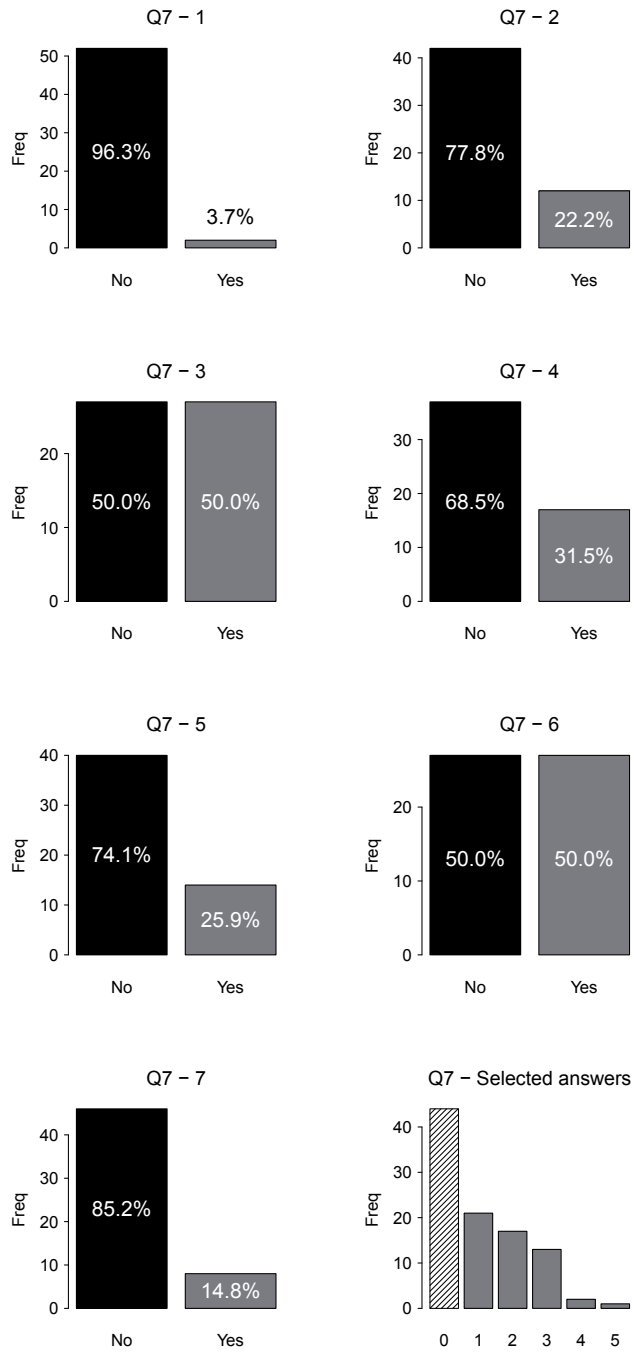 Q7 − 1
Freq
50
40
30
20
10
0
96.3%
3.7%
No Yes
Q7 − 2
Freq
40
30
20
10
0
77.8%
22.2%
No Yes
Q7 − 3
Freq
20
10
0
50.0%
50.0%
No Yes
Q7 − 4
Freq
30
20
10
0
68.5%
31.5%
No Yes
Q7 − 5
Freq
40
30
20
10
0
74.1%
25.9%
No Yes
Q7 − 6
Freq
20
10
0
50.0%
50.0%
No Yes
Q7 − 7
Freq
40
30
20
10
0
85.2%
14.8%
No Yes
Q7 − Selected answers
Freq
40
30
20
10
0
0 1 2 3 4 5